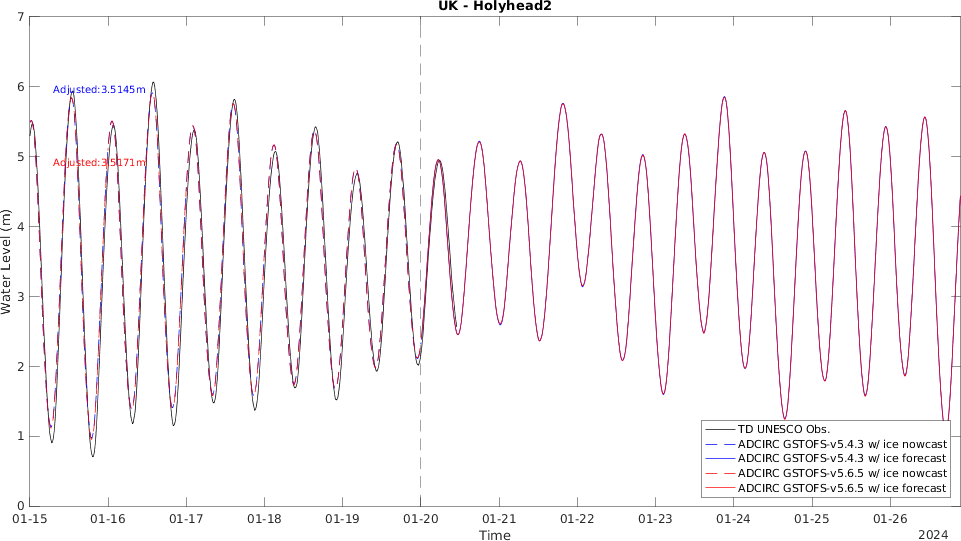 UK - Holyhead2
7
6
5
4
3
2
1
0
Water Level (m)
Adjusted:3.5145m
Adjusted:3.5171m
TD UNESCO Obs.
ADCIRC GSTOFS-v5.4.3 w/ ice nowcast
ADCIRC GSTOFS-v5.4.3 w/ ice forecast
ADCIRC GSTOFS-v5.6.5 w/ ice nowcast
ADCIRC GSTOFS-v5.6.5 w/ ice forecast
01-15 01-16 01-17 01-18 01-19 01-20 01-21 01-22 01-23 01-24 01-25 01-26
Time
2024